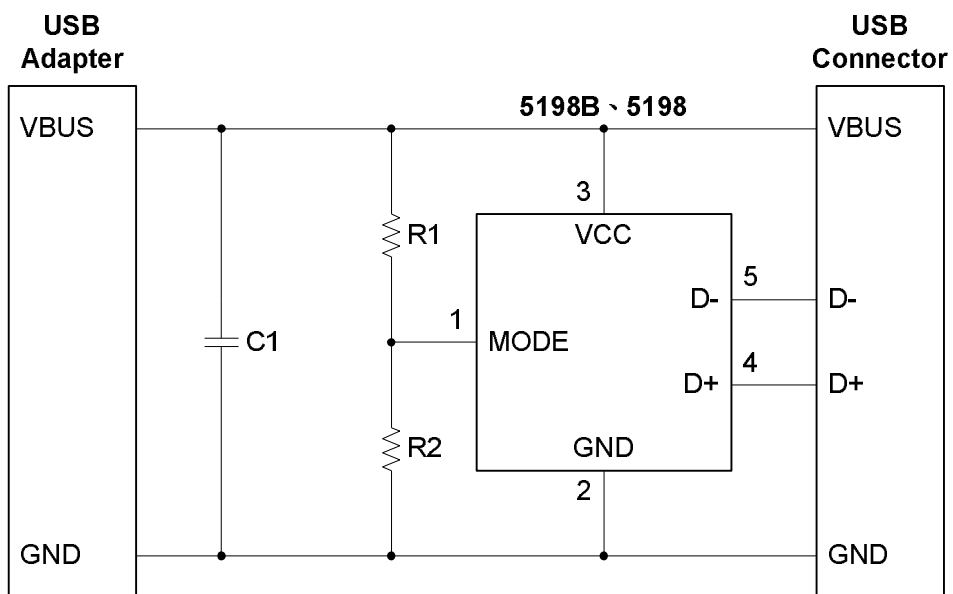 USB
Adapter
USB
Connector
5198B、5198
VBUS
VBUS
3
VCC
R1
5
D-
D-
1
MODE
C1
4
D+
D+
R2
GND
2
GND
GND